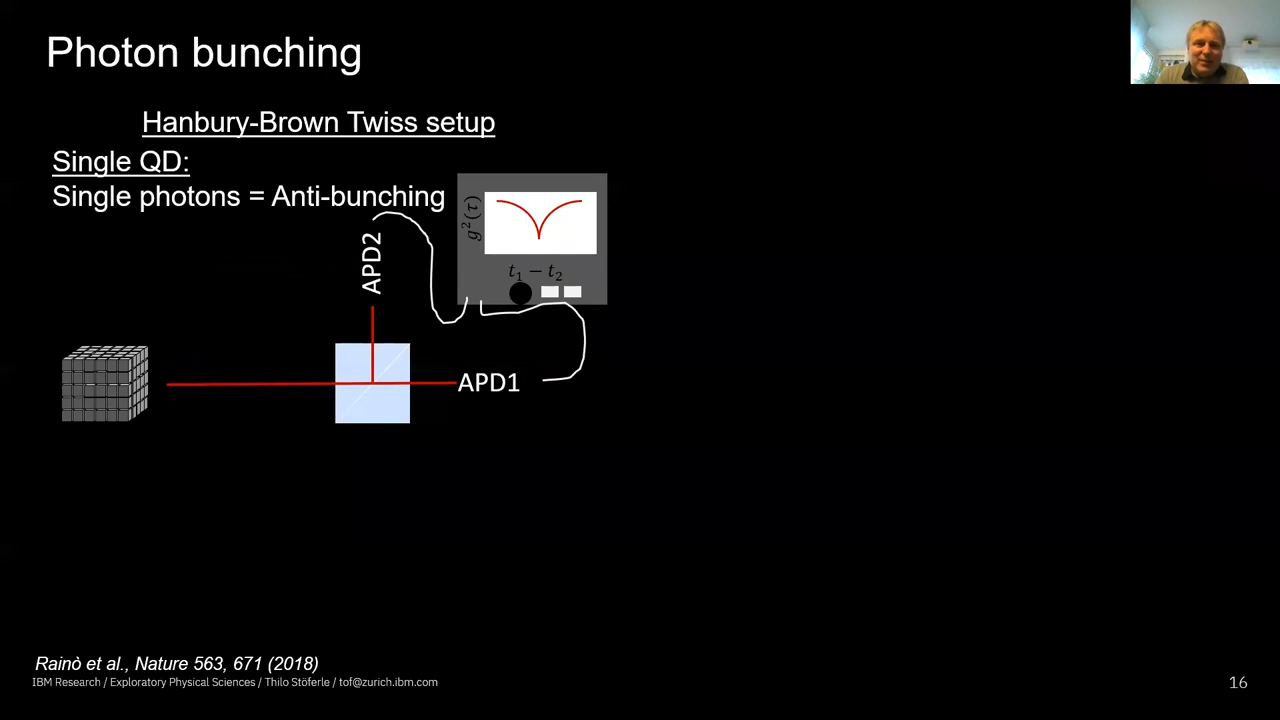 Photon bunching
Hanbury-Brown Twiss setup
Single QD:
Single photons = Anti-bunching
g²(τ)
t₁ − t₂
APD2
APD1
Rainò et al., Nature 563, 671 (2018)
IBM Research / Exploratory Physical Sciences / Thilo Stöferle / tof@zurich.ibm.com
16